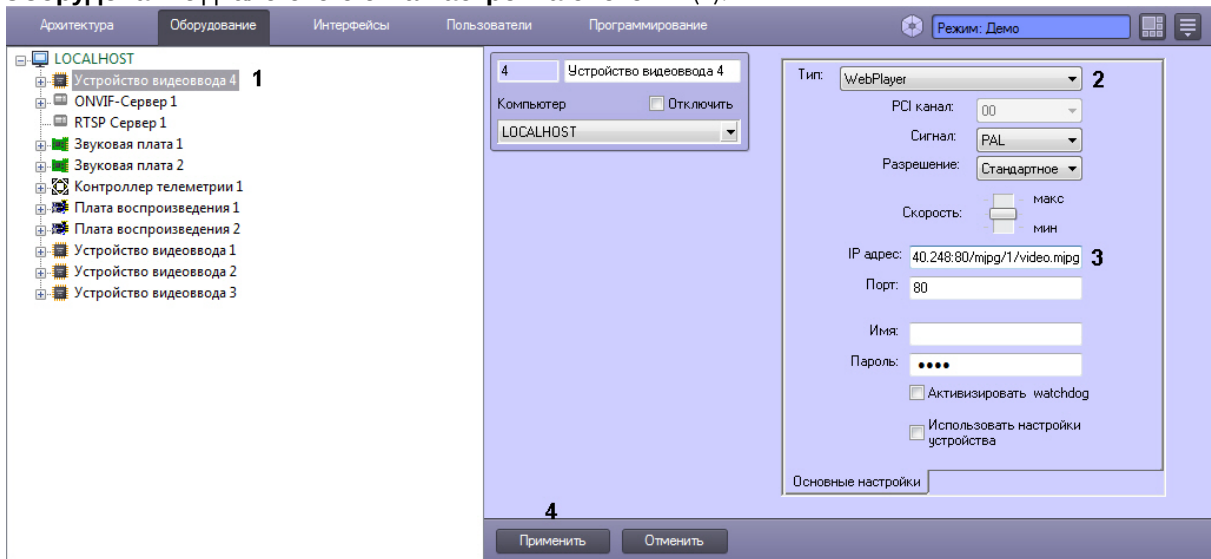 Архитектура Оборудование Интерфейсы Пользователи Программирование Режим: Демо
LOCALHOST
Устройство видеоввода 4 1
ONVIF-Сервер 1
RTSP Сервер 1
Звуковая плата 1
Звуковая плата 2
Контроллер телеметрии 1
Плата воспроизведения 1
Плата воспроизведения 2
Устройство видеоввода 1
Устройство видеоввода 2
Устройство видеоввода 3
4 Устройство видеоввода 4
Компьютер Отключить
LOCALHOST
Тип: WebPlayer 2
PCI канал: 00
Сигнал: PAL
Разрешение: Стандартное
макс
Скорость:
мин
IP адрес: 40.248:80/mjpg/1/video.mjpg 3
Порт: 80
Имя:
Пароль: ••••
Активизировать watchdog
Использовать настройки
устройства
Основные настройки
4
Применить Отменить